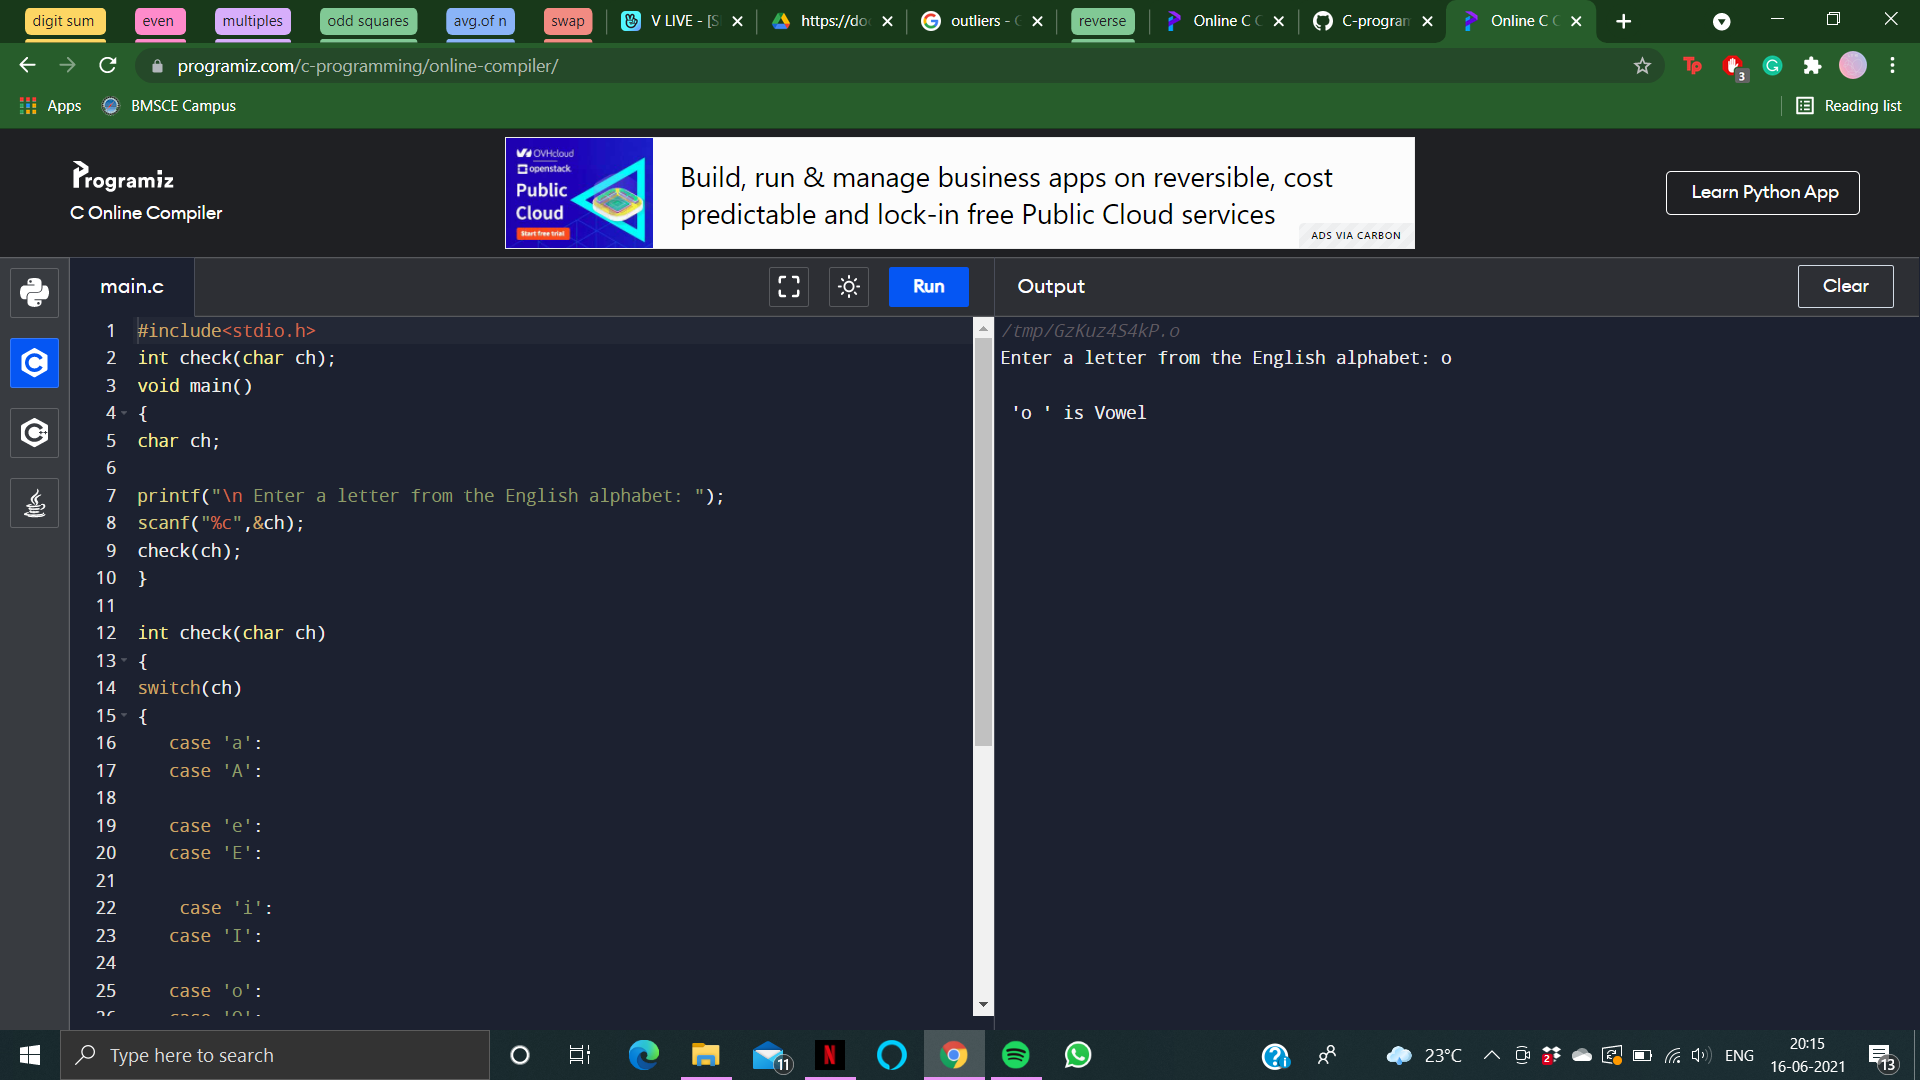 digit sum even multiples odd squares avg.of n swap V LIVE - [S https://doc outliers - G reverse Online C C C-program Online C C
programiz.com/c-programming/online-compiler/
3
Apps BMSCE Campus Reading list
Programiz
C Online Compiler
OVHcloud
openstack.
Public
Cloud
Start free trial
Build, run & manage business apps on reversible, cost
predictable and lock-in free Public Cloud services
ADS VIA CARBON
Learn Python App
main.c Run Output Clear
1 #include<stdio.h>
2 int check(char ch);
3 void main()
4 {
5 char ch;
6
7 printf("\n Enter a letter from the English alphabet: ");
8 scanf("%c",&ch);
9 check(ch);
10 }
11
12 int check(char ch)
13 {
14 switch(ch)
15 {
16 case 'a':
17 case 'A':
18
19 case 'e':
20 case 'E':
21
22 case 'i':
23 case 'I':
24
25 case 'o':
/tmp/GzKuz4S4kP.o
Enter a letter from the English alphabet: o
'o ' is Vowel
Type here to search
11
23°C
2
ENG
20:15
16-06-2021
13